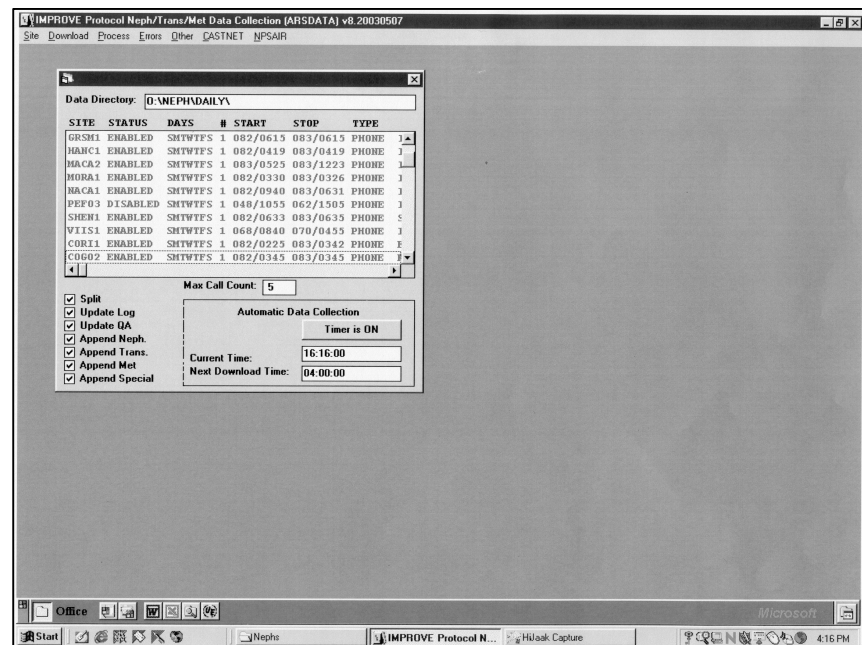 IMPROVE Protocol Neph/Trans/Met Data Collection (ARSDATA) v8.20030507
Site Download Process Errors Other CASTNET NPSAIR
Data Directory: D:\NEPH\DAILY\
SITE STATUS DAYS # START STOP TYPE
GRSM1 ENABLED SMTWTFS 1 082/0615 083/0615 PHONE
HANC1 ENABLED SMTWTFS 1 082/0419 083/0419 PHONE
MACA2 ENABLED SMTWTFS 1 083/0525 083/1223 PHONE
MORA1 ENABLED SMTWTFS 1 082/0330 083/0326 PHONE
NACA1 ENABLED SMTWTFS 1 082/0940 083/0631 PHONE
PEFO3 DISABLED SMTWTFS 1 048/1055 062/1505 PHONE
SHEN1 ENABLED SMTWTFS 1 082/0633 083/0635 PHONE
VIIS1 ENABLED SMTWTFS 1 068/0840 070/0455 PHONE
CORI1 ENABLED SMTWTFS 1 082/0225 083/0342 PHONE
COGO2 ENABLED SMTWTFS 1 082/0345 083/0345 PHONE
Max Call Count: 5
Split
Update Log
Update QA
Append Neph.
Append Trans.
Append Met
Append Special
Automatic Data Collection
Timer is ON
Current Time: 16:16:00
Next Download Time: 04:00:00
Office
Microsoft
Start Nephs IMPROVE Protocol N... HiJaak Capture 4:16 PM